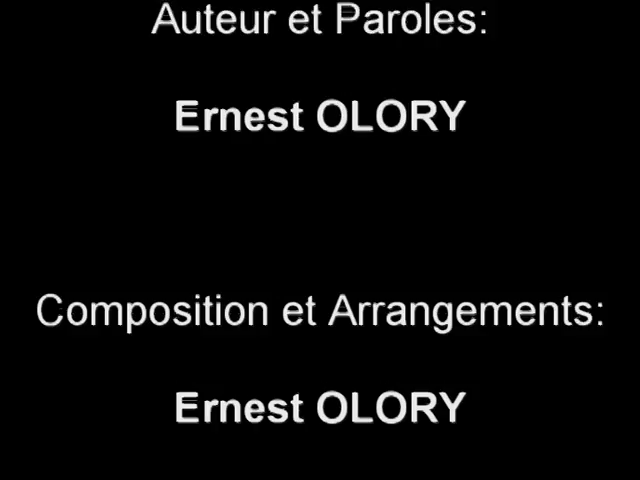 Auteur et Paroles:
Ernest OLORY
Composition et Arrangements:
Ernest OLORY